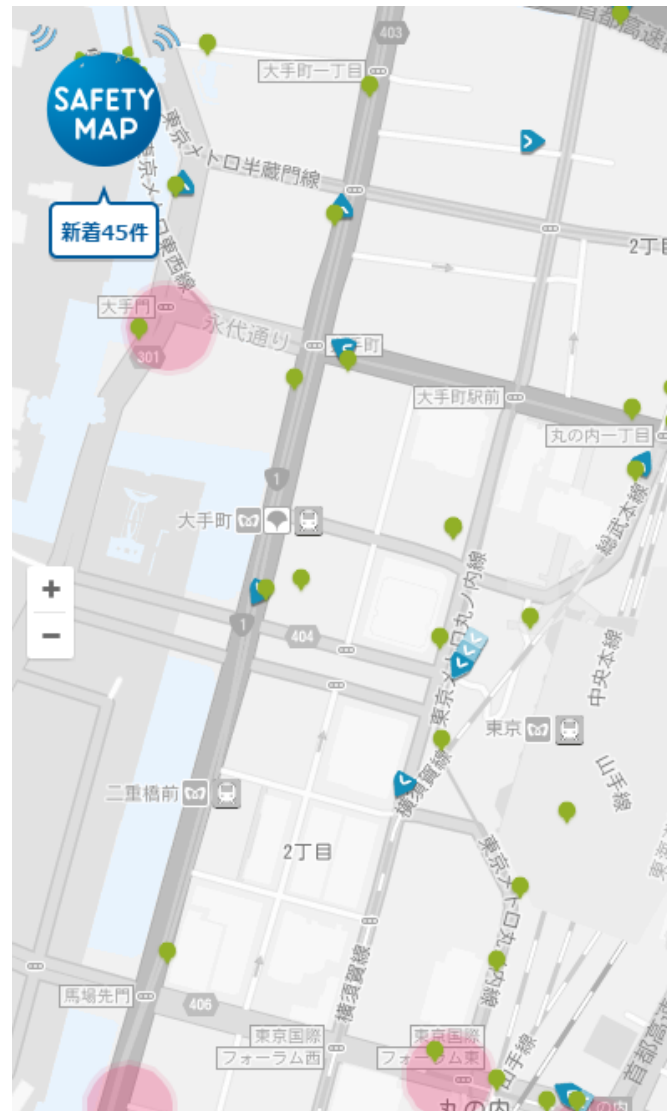 首都高速
403
大手町一丁目
SAFETY
MAP
東京メトロ半蔵門線
東京メトロ東西線
新着45件
2丁目
大手門
301
永代通り
大手町
大手町駅前
丸の内一丁目
1
大手町
総武本線
+
−
1
404
東京メトロ丸ノ内線
中央本線
東京
山手線
横須賀線
二重橋前
2丁目
東京メトロ丸ノ内線
横須賀線
馬場先門
406
東京国際
フォーラム西
東京国際
フォーラム東
山手線
首都高速
丸の内